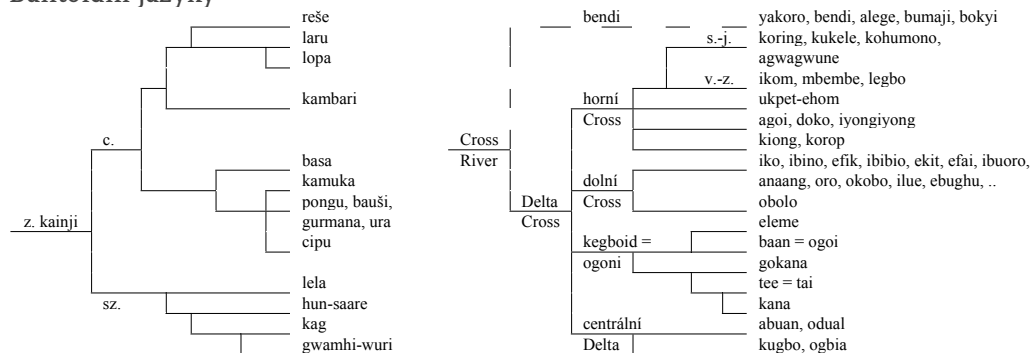 reše
laru
lopa
kambari
c.
basa
kamuka
pongu, bauši,
gurmana, ura
z. kainji
cipu
lela
sz.
hun-saare
kag
gwamhi-wuri
bendi
yakoro, bendi, alege, bumaji, bokyi
s.-j.
koring, kukele, kohumono,
agwagwune
v.-z.
ikom, mbembe, legbo
horní
ukpet-ehom
Cross
agoi, doko, iyongiyong
Cross
kiong, korop
River
iko, ibino, efik, ibibio, ekit, efai, ibuoro,
dolní
anaang, oro, okobo, ilue, ebughu, ..
Delta
Cross
obolo
Cross
eleme
kegboid =
baan = ogoi
ogoni
gokana
tee = tai
kana
centrální
abuan, odual
Delta
kugbo, ogbia